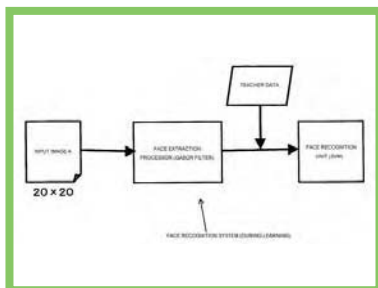 TEACHER DATA
INPUT IMAGE A
FACE EXTRACTION
PROCESSOR (GABOR FILTER)
FACE RECOGNITION
UNIT (SVM)
20 × 20
FACE RECOGNITION SYSTEM (DURING LEARNING)